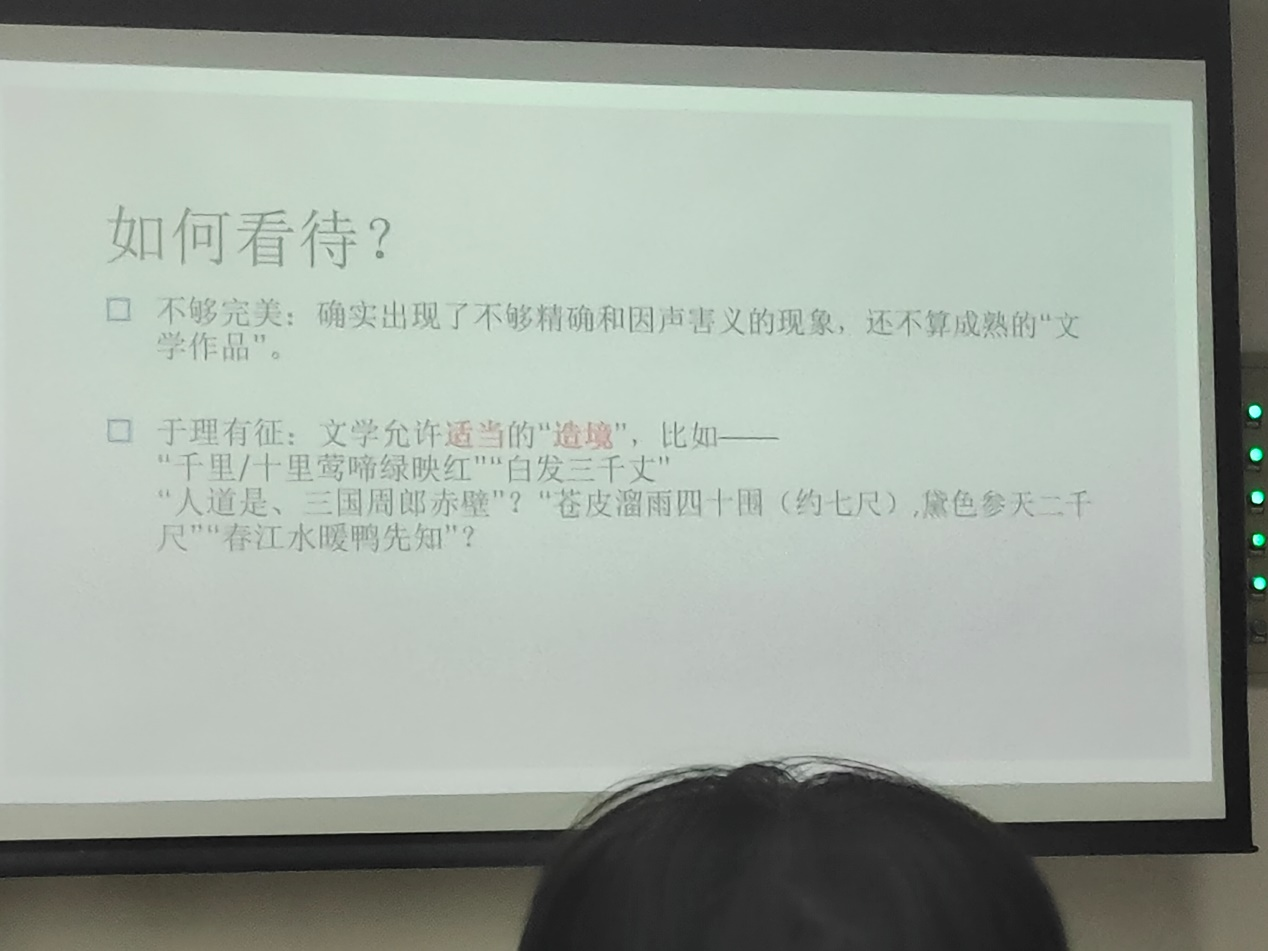 如何看待？
不够完美：确实出现了不够精确和因声害义的现象，还不算成熟的“文
学作品”。
于理有征：文学允许适当的“造境”，比如——
“千里/十里莺啼绿映红”“白发三千丈”
“人道是、三国周郎赤壁”？“苍皮溜雨四十围（约七尺）,黛色参天二千
尺”“春江水暖鸭先知”？